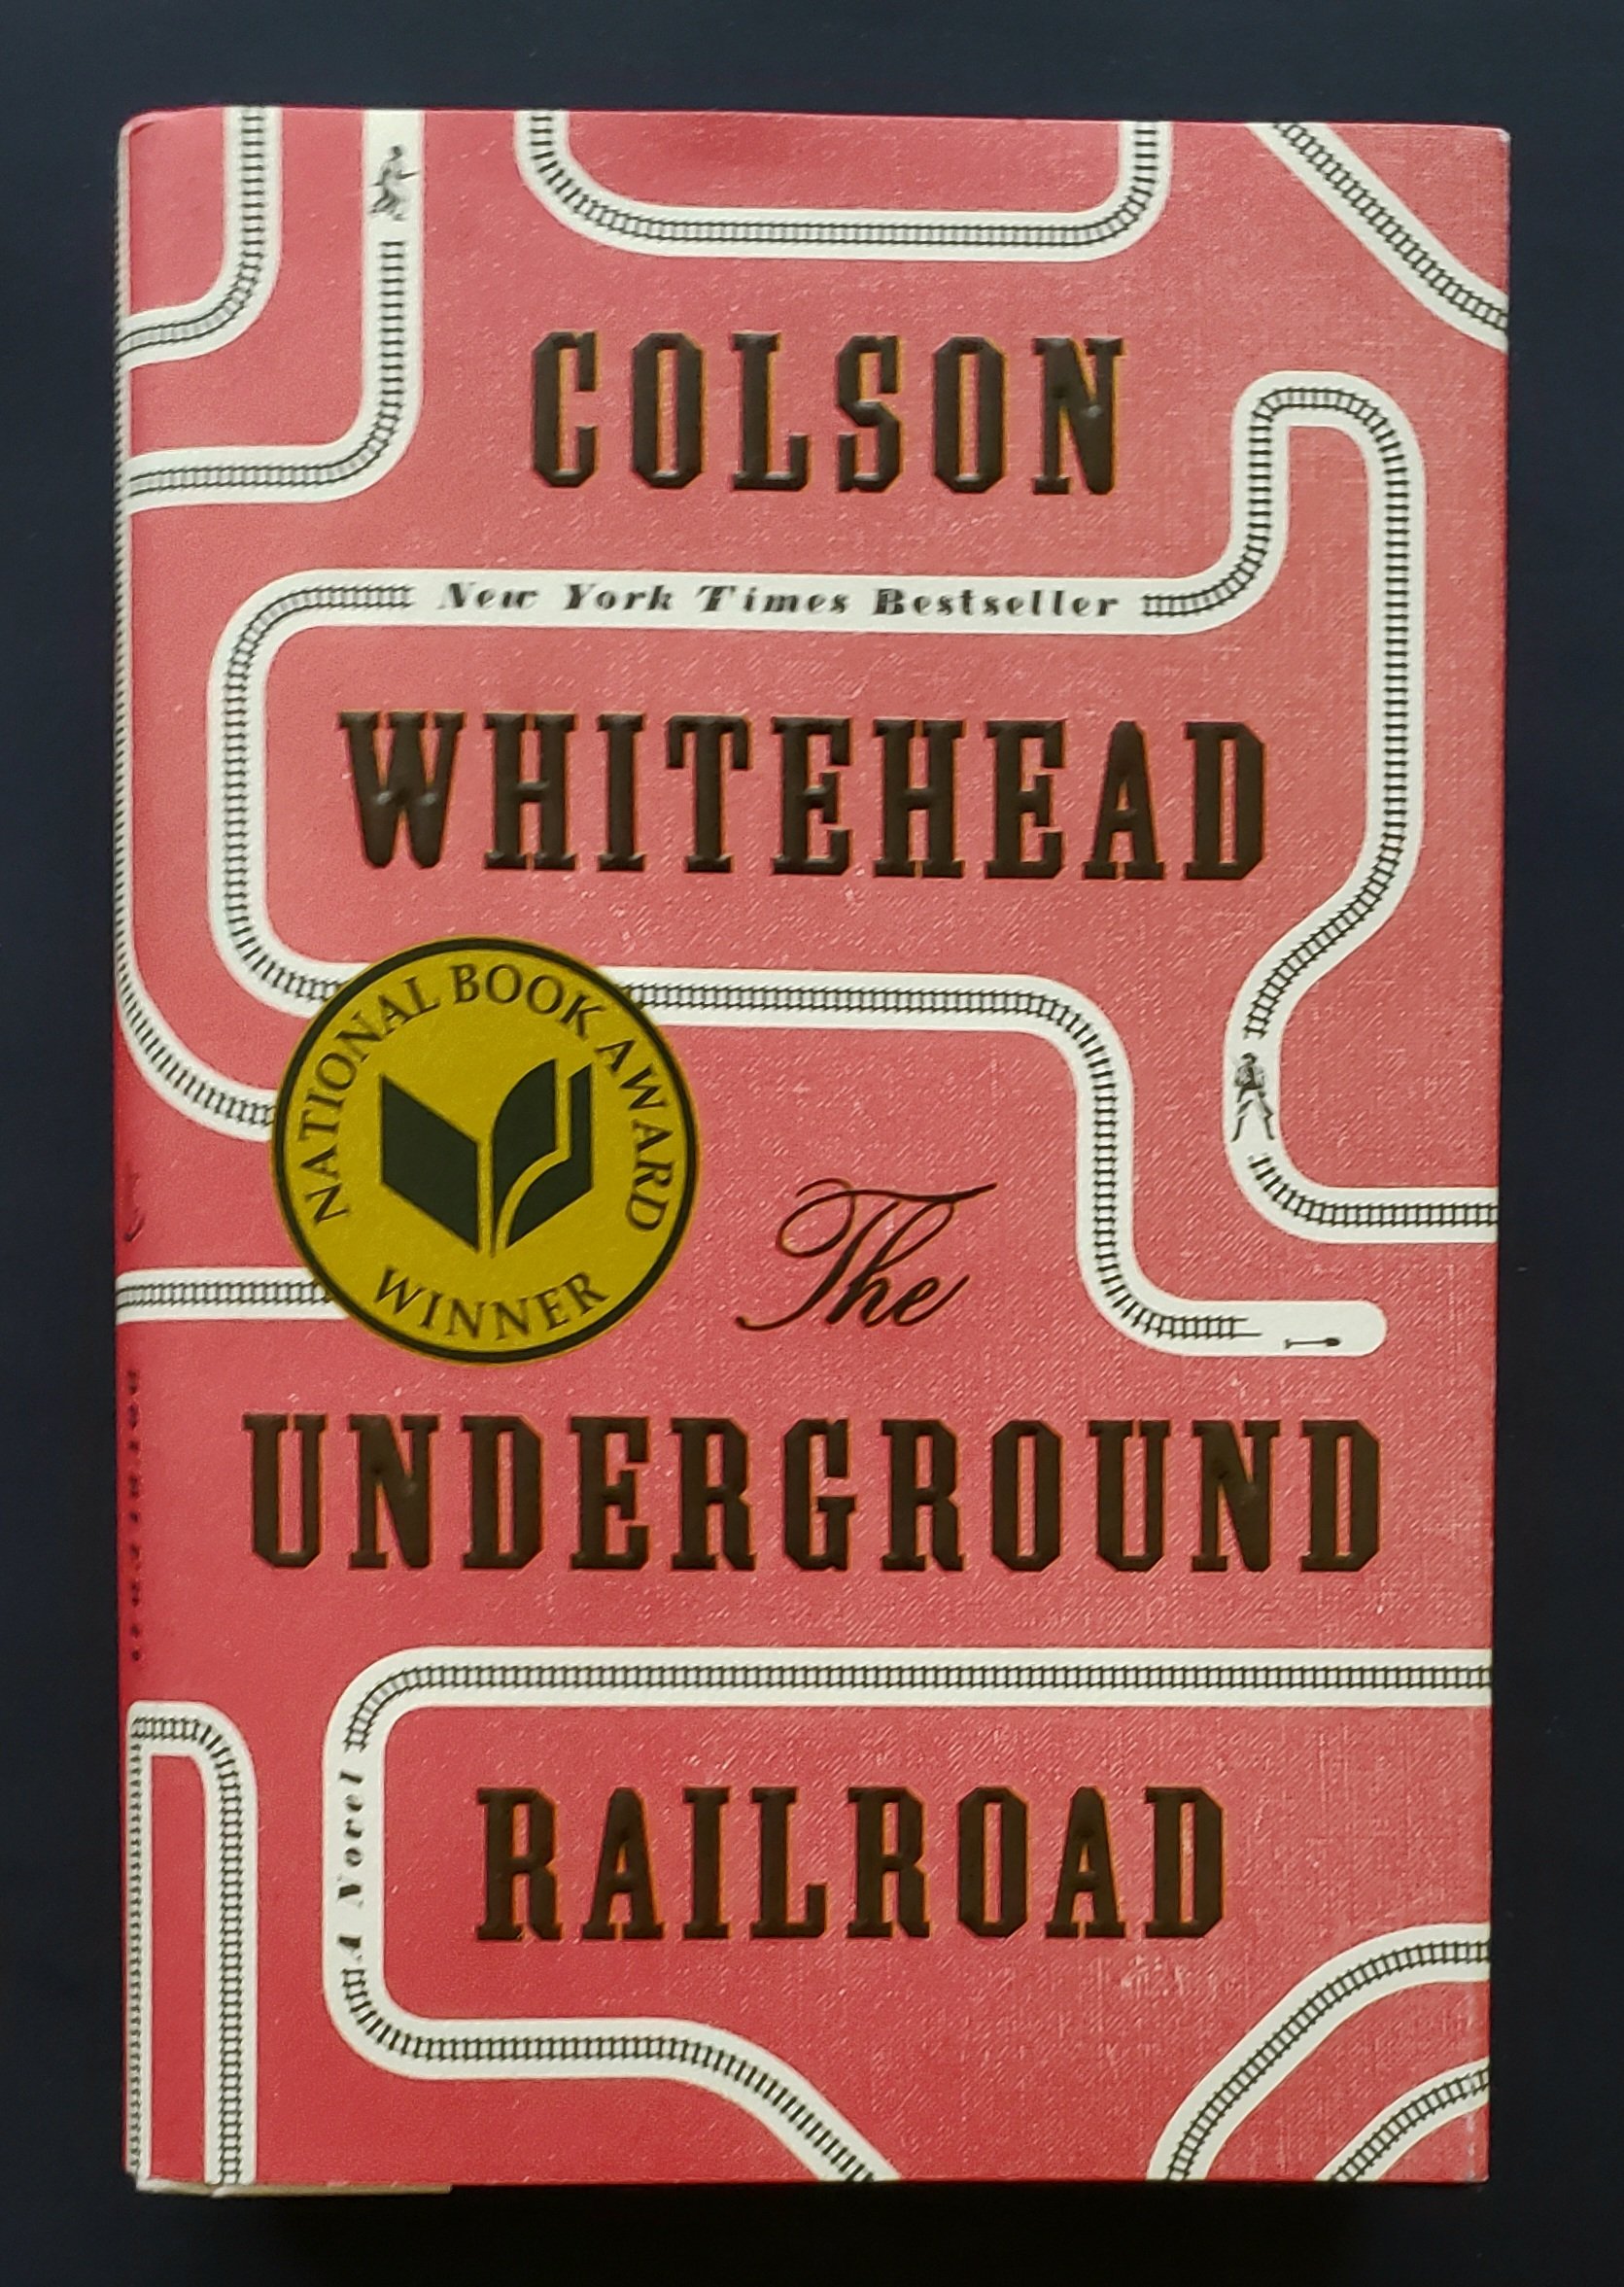 COLSON
New York Times Bestseller
WHITEHEAD
NATIONAL BOOK AWARD
WINNER
The
UNDERGROUND
A Novel
RAILROAD